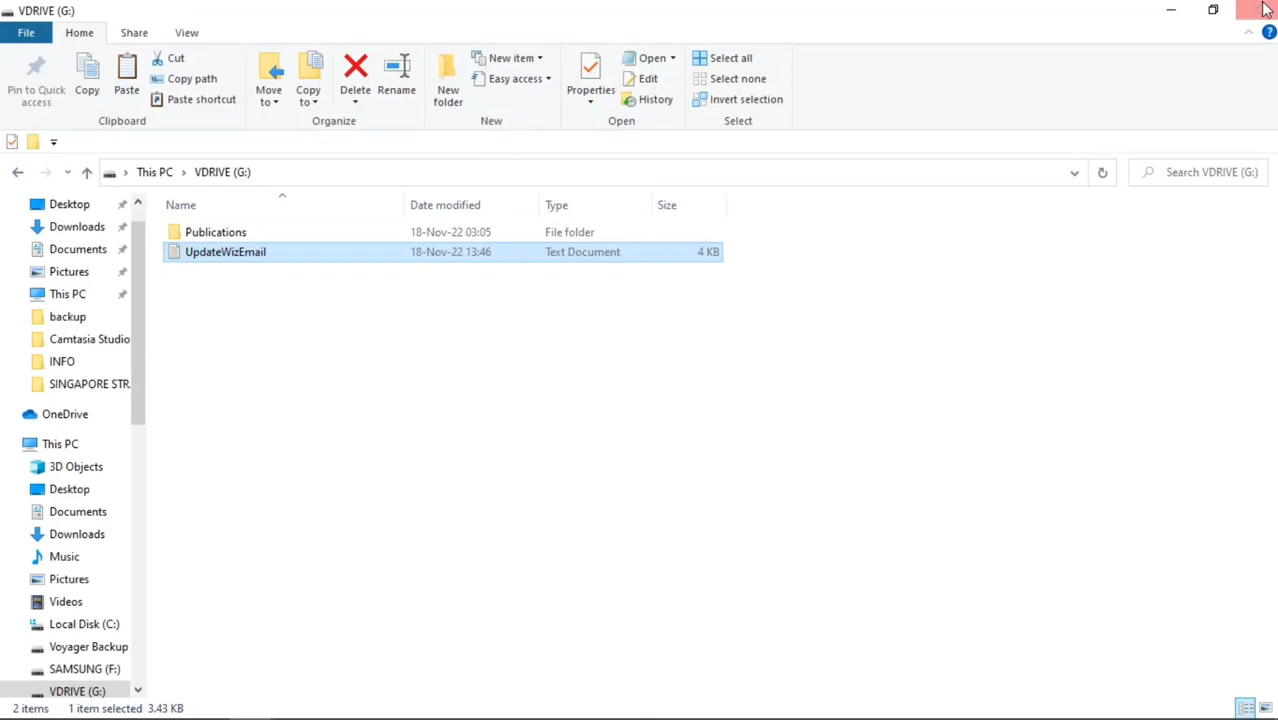 VDRIVE (G:)
File Home Share View
Pin to Quick access
Copy
Paste
Cut
Copy path
Paste shortcut
Clipboard
Move to
Copy to
Delete
Rename
Organize
New folder
New item
Easy access
New
Properties
Open
Edit
History
Open
Select all
Select none
Invert selection
Select
This PC VDRIVE (G:)
Search VDRIVE (G:)
Name Date modified Type Size
Publications 18-Nov-22 03:05 File folder
UpdateWizEmail 18-Nov-22 13:46 Text Document 4 KB
Desktop
Downloads
Documents
Pictures
This PC
backup
Camtasia Studio
INFO
SINGAPORE STR
OneDrive
This PC
3D Objects
Desktop
Documents
Downloads
Music
Pictures
Videos
Local Disk (C:)
Voyager Backup
SAMSUNG (F:)
VDRIVE (G:)
2 items 1 item selected 3.43 KB